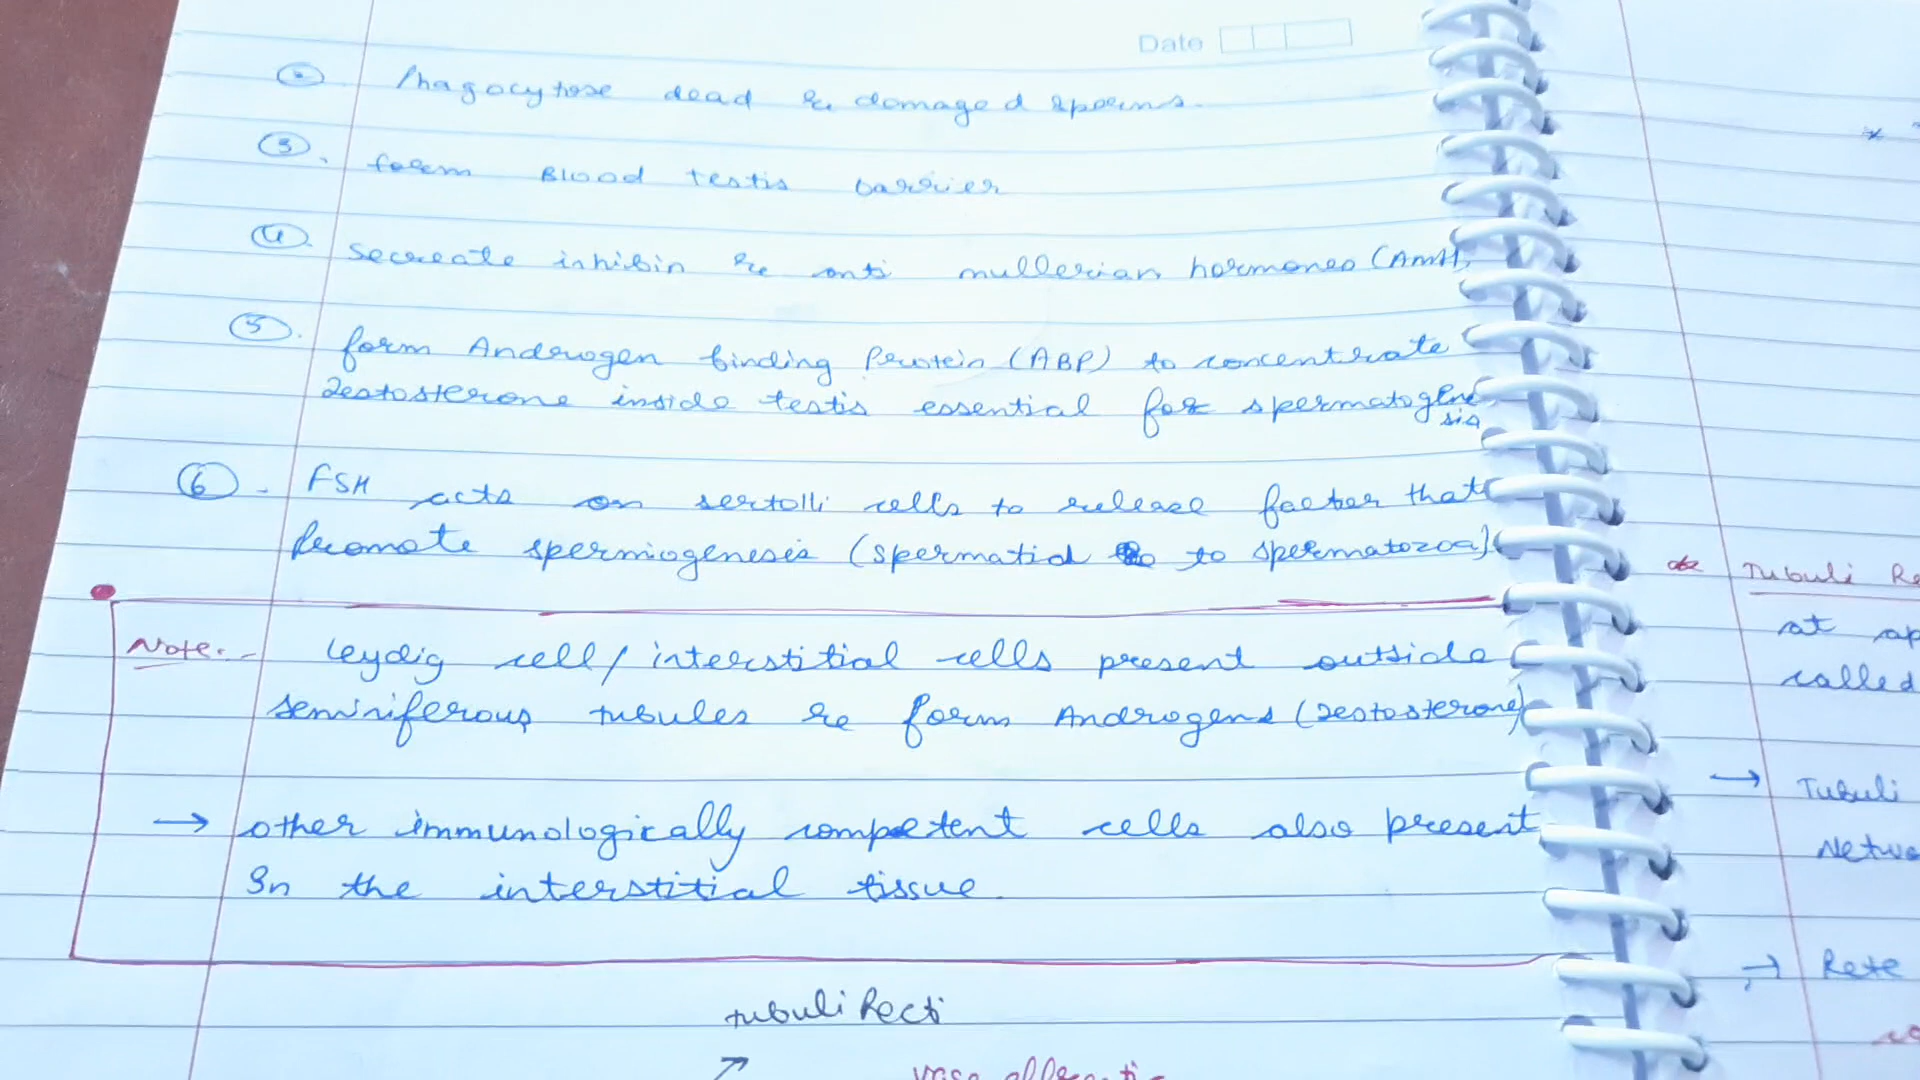 Date
② Phagocytose dead & damaged sperms.
③. form Blood testis barrier
④. secreate inhibin & anti mullerian hormones (AMH)
⑤. form Androgen binding Protein (ABP) to concentrate
Testosterone inside testis essential for spermatogene
sis
⑥. FSH acts on sertolli cells to release factor that
Promote spermiogenesis (spermatid to spermatozoa)
Note:- Leydig cell/interstitial cells present outside
seminiferous tubules & form Androgens (Testosterone)
→ other immunologically competent cells also present
In the interstitial tissue.
tubuli Recti
↗
* Tubuli Re
at ap
called
→ Tubuli
Netwo
→ Rete